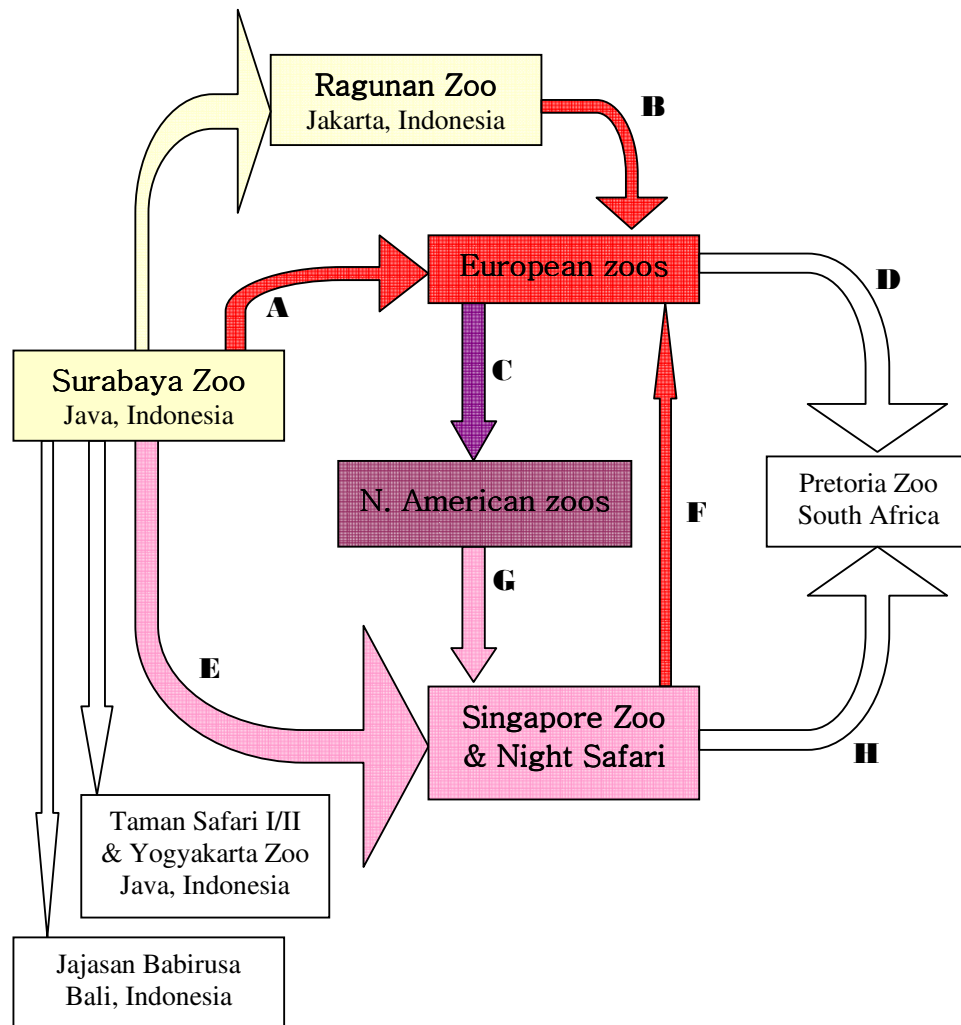 Ragunan Zoo
Jakarta, Indonesia
B
European zoos
D
A
Surabaya Zoo
Java, Indonesia
C
N. American zoos
Pretoria Zoo
South Africa
F
G
E
Singapore Zoo
& Night Safari
H
Taman Safari I/II
& Yogyakarta Zoo
Java, Indonesia
Jajasan Babirusa
Bali, Indonesia